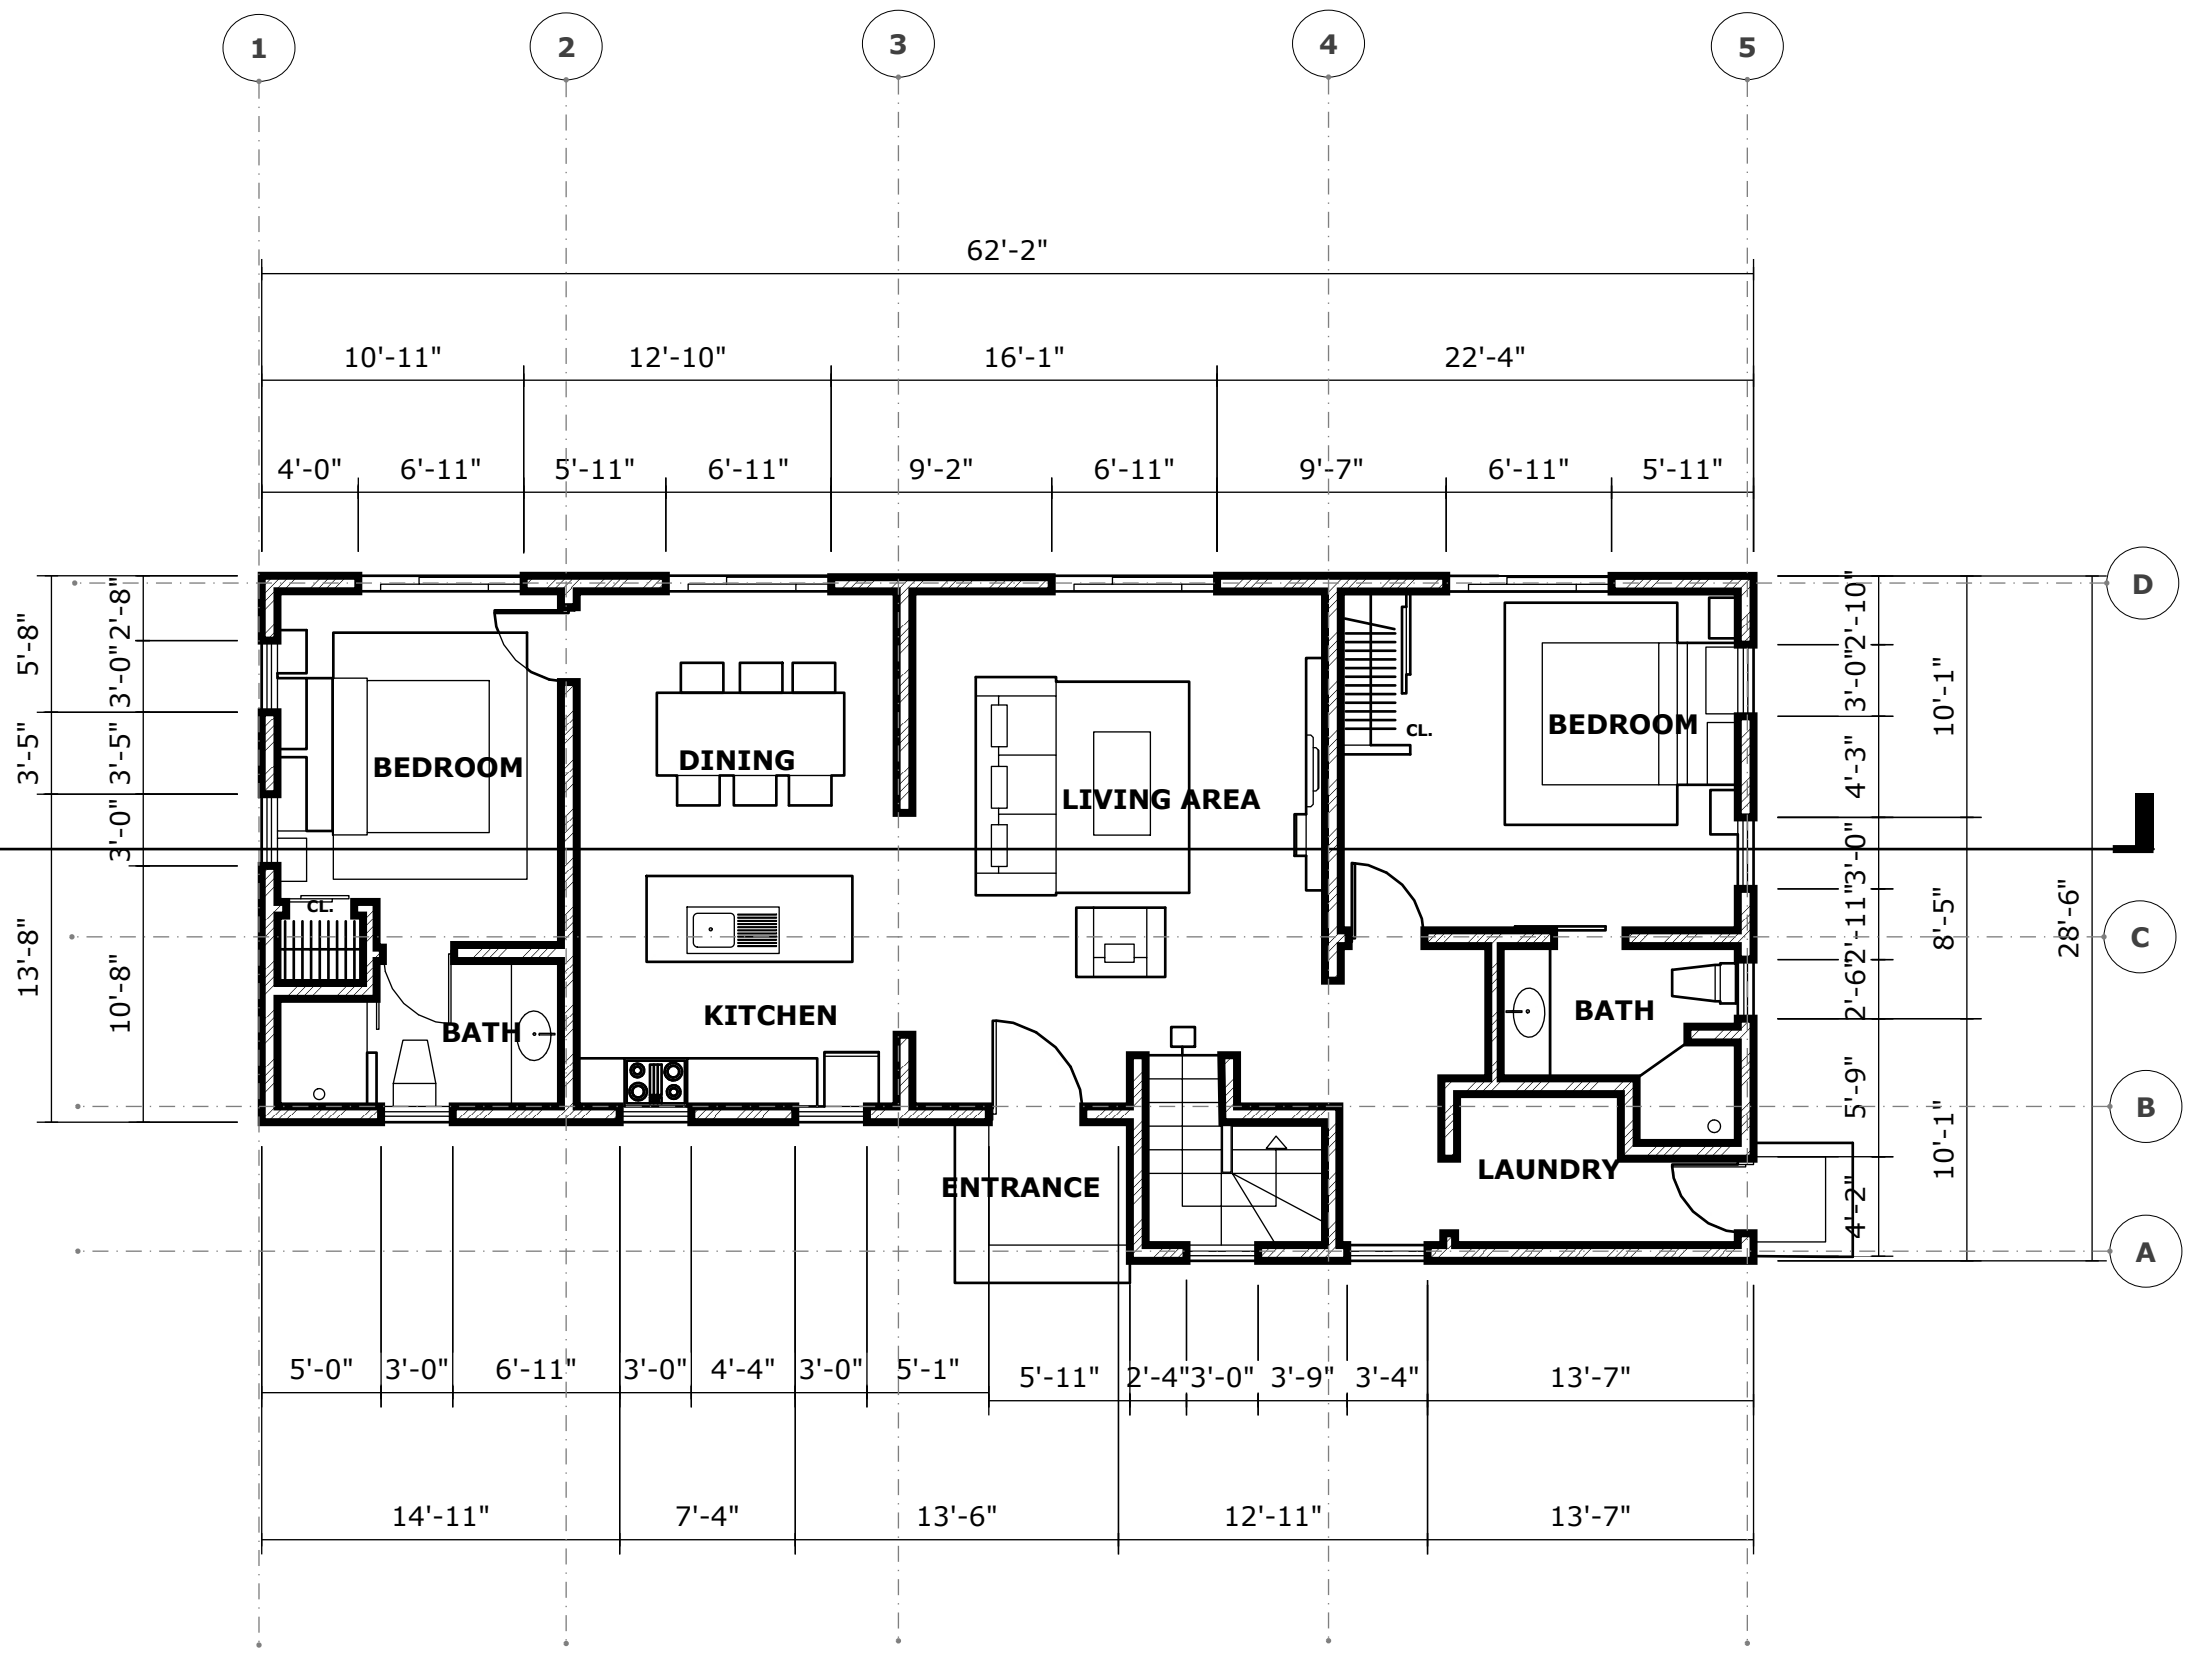 1 2 3 4 5
62'-2"
10'-11" 12'-10" 16'-1" 22'-4"
4'-0" 6'-11" 5'-11" 6'-11" 9'-2" 6'-11" 9'-7" 6'-11" 5'-11"
D
C
B
A
5'-8"
3'-5"
13'-8"
2'-8"
3'-0"
3'-5"
3'-0"
10'-8"
BEDROOM
DINING
LIVING AREA
CL.
BEDROOM
CL.
BATH
KITCHEN
BATH
ENTRANCE
LAUNDRY
2'-10"
3'-0"
4'-3"
3'-0"
2'-11"
2'-6"
5'-9"
4'-2"
10'-1"
8'-5"
10'-1"
28'-6"
5'-0" 3'-0" 6'-11" 3'-0" 4'-4" 3'-0" 5'-1" 5'-11" 2'-4" 3'-0" 3'-9" 3'-4" 13'-7"
14'-11" 7'-4" 13'-6" 12'-11" 13'-7"